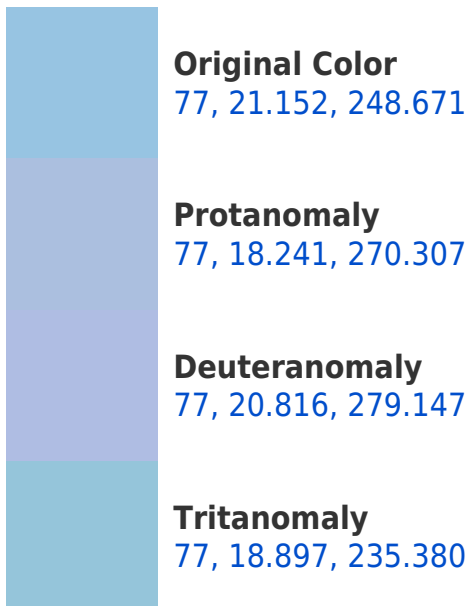 Original Color
77, 21.152, 248.671
Protanomaly
77, 18.241, 270.307
Deuteranomaly
77, 20.816, 279.147
Tritanomaly
77, 18.897, 235.380